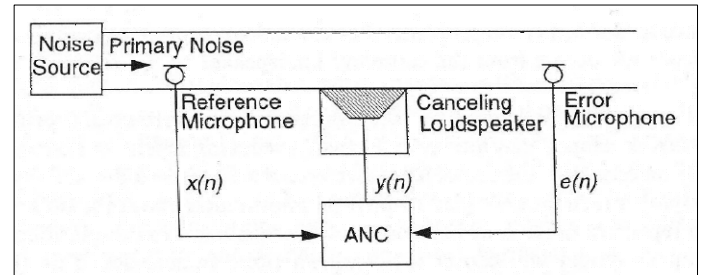 Noise Source
Primary Noise
Reference Microphone
Canceling Loudspeaker
Error Microphone
x(n)
y(n)
e(n)
ANC